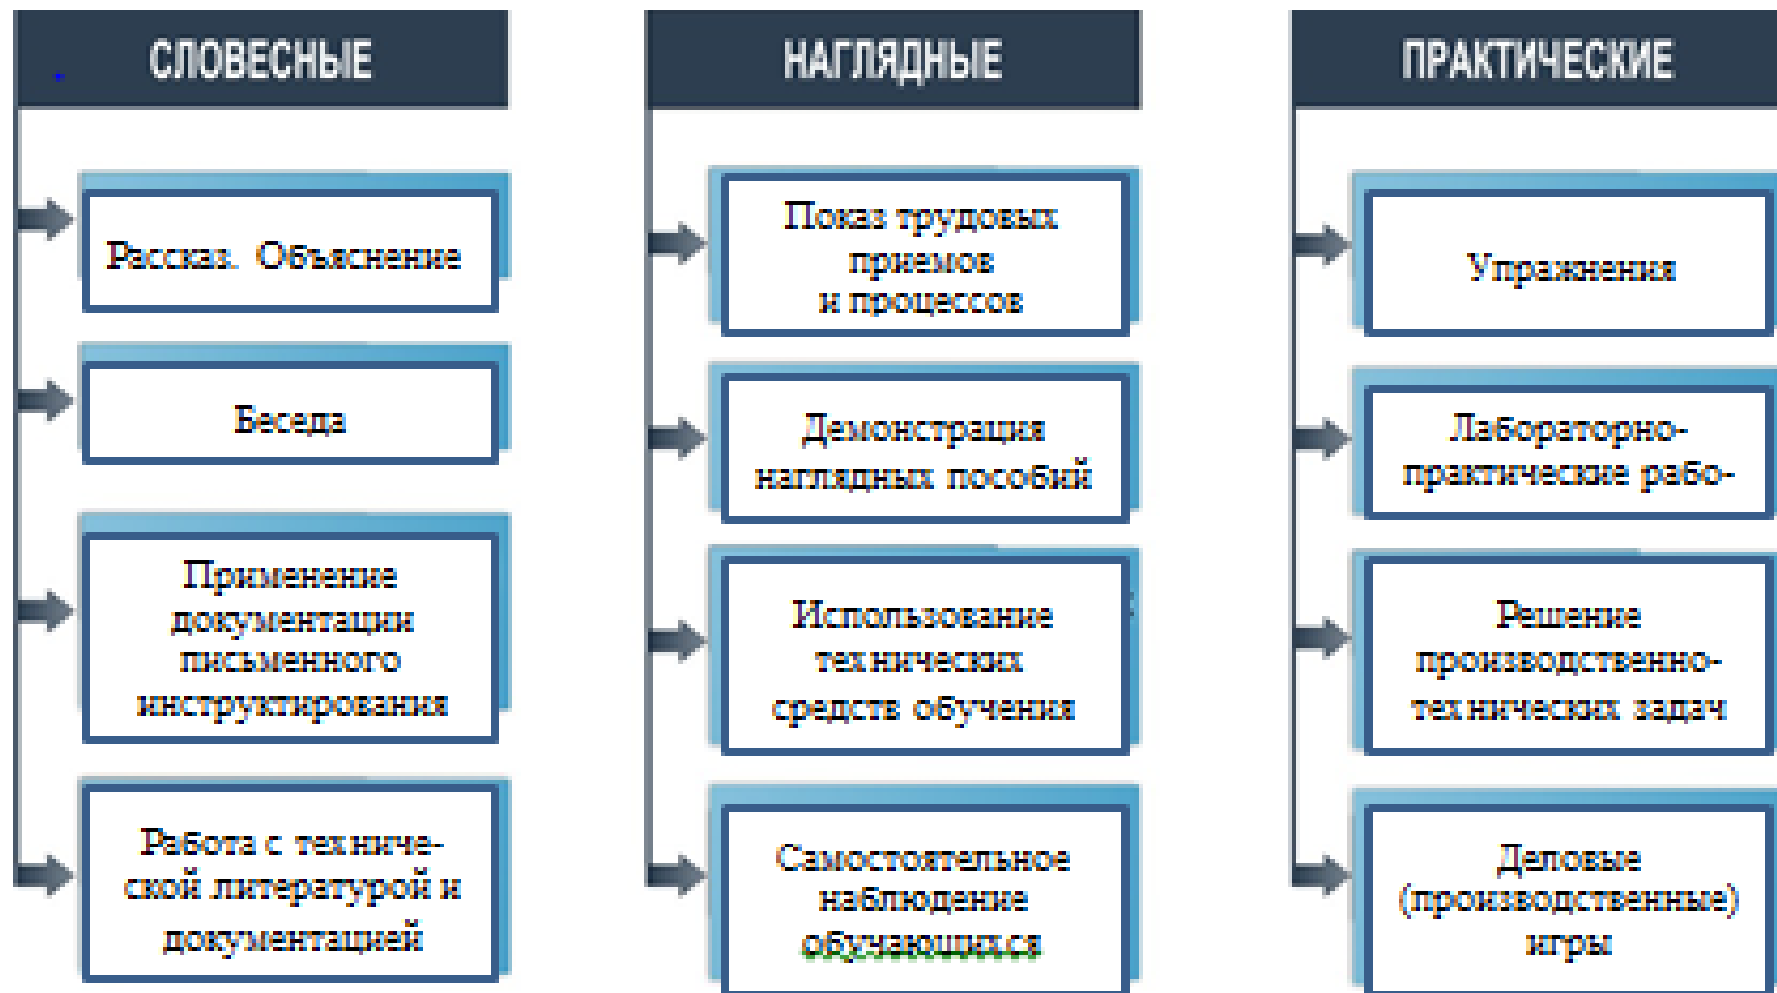 СЛОВЕСНЫЕ
Рассказ. Объяснение
Беседа
Применение
документации
письменного
инструктирования
Работа с техниче-
ской литературой и
документацией
НАГЛЯДНЫЕ
Показ трудовых
приемов
и процессов
Демонстрация
наглядных пособий
Использование
технических
средств обучения
Самостоятельное
наблюдение
обучающихся
ПРАКТИЧЕСКИЕ
Упражнения
Лабораторно-
практические рабо-
Решение
производственно-
технических задач
Деловые
(производственные)
игры